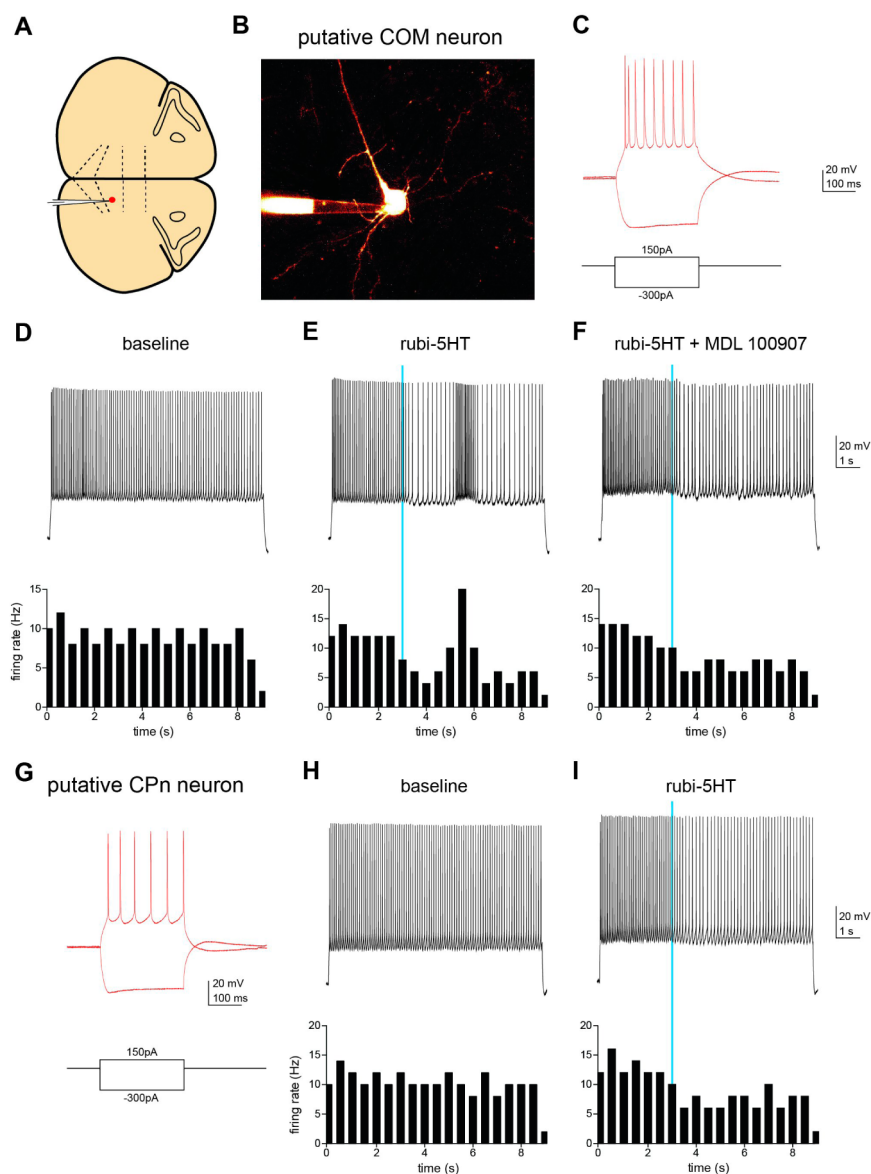 A
B
putative COM neuron
C
20 mV
100 ms
150pA
-300pA
D
baseline
E
rubi-5HT
F
rubi-5HT + MDL 100907
20 mV
1 s
15
10
5
0
firing rate (Hz)
0 2 4 6 8
time (s)
20
15
10
5
0
0 2 4 6 8
time (s)
20
15
10
5
0
0 2 4 6 8
time (s)
G
putative CPn neuron
20 mV
100 ms
150pA
-300pA
H
baseline
I
rubi-5HT
20 mV
1 s
20
15
10
5
0
firing rate (Hz)
0 2 4 6 8
time (s)
20
15
10
5
0
0 2 4 6 8
time (s)